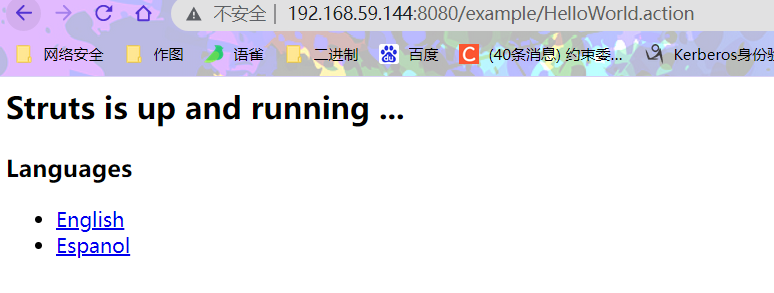 不安全 | 192.168.59.144:8080/example/HelloWorld.action
网络安全 作图 语雀 二进制 百度 C (40条消息) 约束委... Kerberos身份验
Struts is up and running ...
Languages
• English
• Espanol